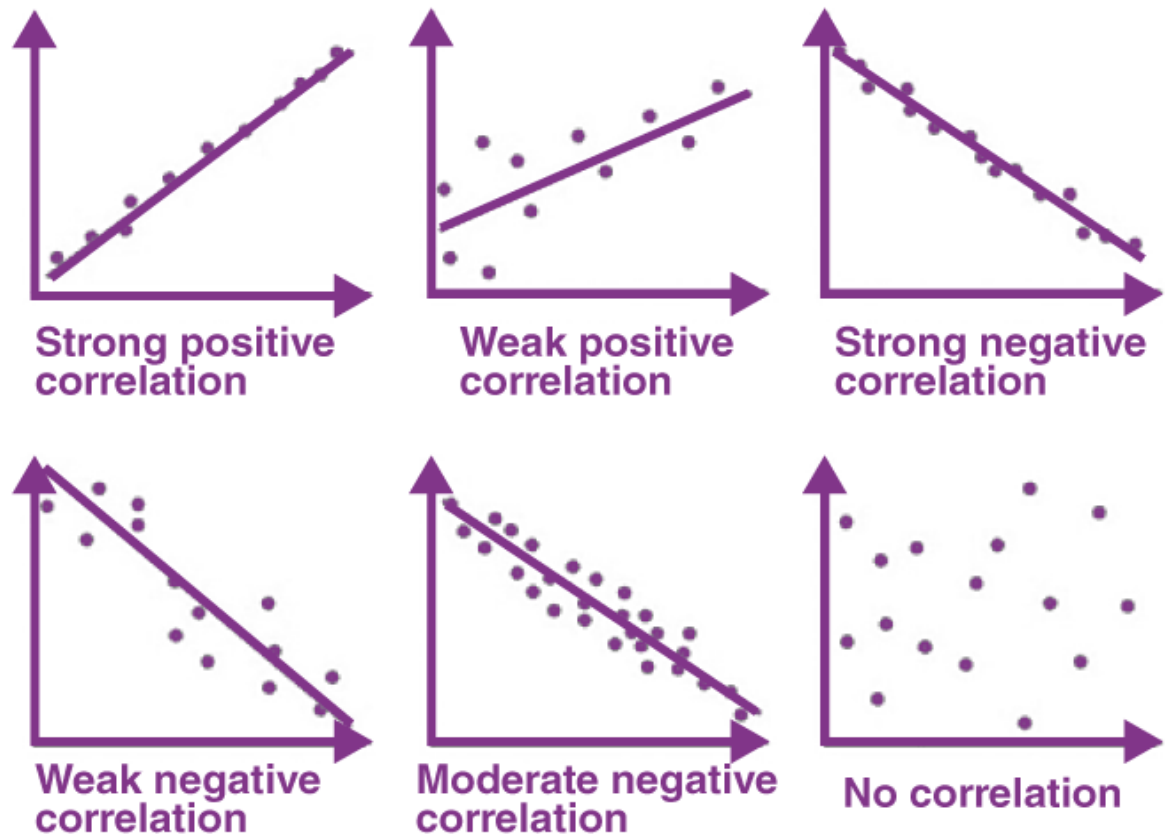 Strong positive
correlation
Weak positive
correlation
Strong negative
correlation
Weak negative
correlation
Moderate negative
correlation
No correlation